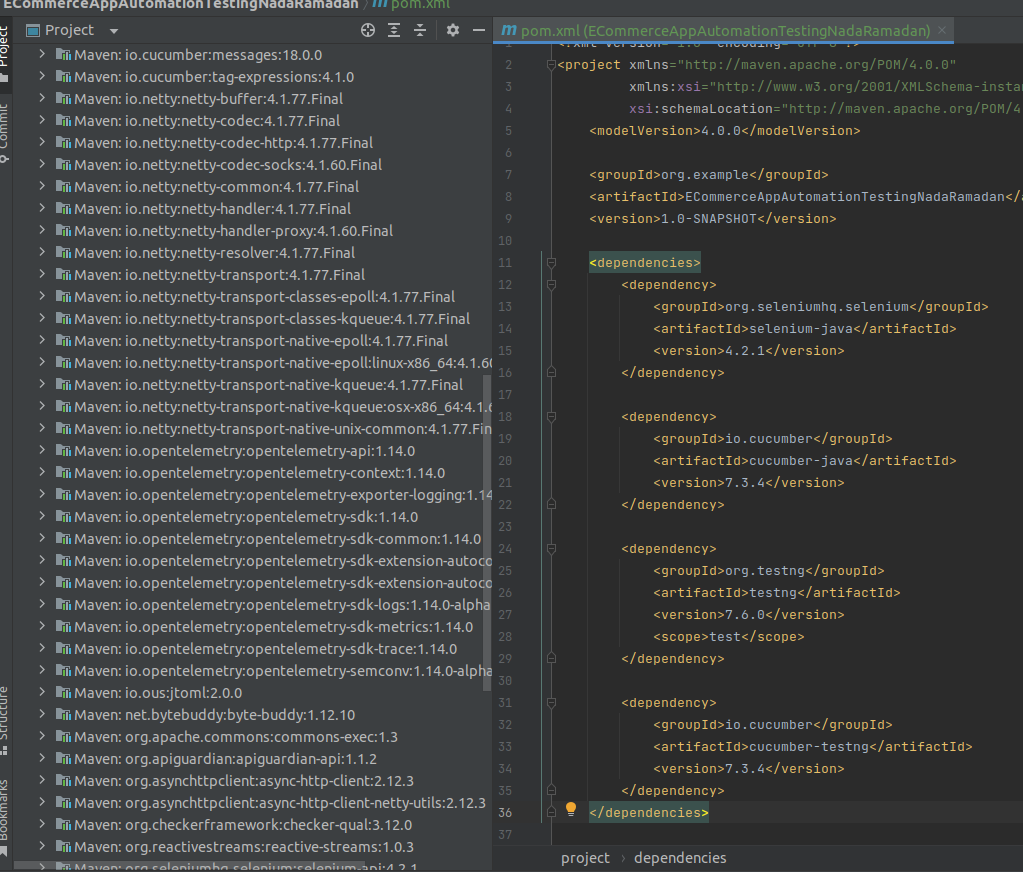 ECommerceAppAutomationTestingNadaRamadan
pom.xml
Project
Commit
Structure
Bookmarks
Project
Maven: io.cucumber:messages:18.0.0
Maven: io.cucumber:tag-expressions:4.1.0
Maven: io.netty:netty-buffer:4.1.77.Final
Maven: io.netty:netty-codec:4.1.77.Final
Maven: io.netty:netty-codec-http:4.1.77.Final
Maven: io.netty:netty-codec-socks:4.1.60.Final
Maven: io.netty:netty-common:4.1.77.Final
Maven: io.netty:netty-handler:4.1.77.Final
Maven: io.netty:netty-handler-proxy:4.1.60.Final
Maven: io.netty:netty-resolver:4.1.77.Final
Maven: io.netty:netty-transport:4.1.77.Final
Maven: io.netty:netty-transport-classes-epoll:4.1.77.Final
Maven: io.netty:netty-transport-classes-kqueue:4.1.77.Final
Maven: io.netty:netty-transport-native-epoll:4.1.77.Final
Maven: io.netty:netty-transport-native-epoll:linux-x86_64:4.1.60
Maven: io.netty:netty-transport-native-kqueue:4.1.77.Final
Maven: io.netty:netty-transport-native-kqueue:osx-x86_64:4.1.6
Maven: io.netty:netty-transport-native-unix-common:4.1.77.Fin
Maven: io.opentelemetry:opentelemetry-api:1.14.0
Maven: io.opentelemetry:opentelemetry-context:1.14.0
Maven: io.opentelemetry:opentelemetry-exporter-logging:1.14
Maven: io.opentelemetry:opentelemetry-sdk:1.14.0
Maven: io.opentelemetry:opentelemetry-sdk-common:1.14.0
Maven: io.opentelemetry:opentelemetry-sdk-extension-autoco
Maven: io.opentelemetry:opentelemetry-sdk-extension-autoco
Maven: io.opentelemetry:opentelemetry-sdk-logs:1.14.0-alpha
Maven: io.opentelemetry:opentelemetry-sdk-metrics:1.14.0
Maven: io.opentelemetry:opentelemetry-sdk-trace:1.14.0
Maven: io.opentelemetry:opentelemetry-semconv:1.14.0-alpha
Maven: io.ous:jtoml:2.0.0
Maven: net.bytebuddy:byte-buddy:1.12.10
Maven: org.apache.commons:commons-exec:1.3
Maven: org.apiguardian:apiguardian-api:1.1.2
Maven: org.asynchttpclient:async-http-client:2.12.3
Maven: org.asynchttpclient:async-http-client-netty-utils:2.12.3
Maven: org.checkerframework:checker-qual:3.12.0
Maven: org.reactivestreams:reactive-streams:1.0.3
Maven: org.seleniumhq.selenium:selenium-api:4.2.1
m pom.xml (ECommerceAppAutomationTestingNadaRamadan)
1 <?xml version="1.0" encoding="UTF-8"?>
2 <project xmlns="http://maven.apache.org/POM/4.0.0"
3 xmlns:xsi="http://www.w3.org/2001/XMLSchema-insta
4 xsi:schemaLocation="http://maven.apache.org/POM/4
5 <modelVersion>4.0.0</modelVersion>
6
7 <groupId>org.example</groupId>
8 <artifactId>ECommerceAppAutomationTestingNadaRamadan</a
9 <version>1.0-SNAPSHOT</version>
10
11 <dependencies>
12 <dependency>
13 <groupId>org.seleniumhq.selenium</groupId>
14 <artifactId>selenium-java</artifactId>
15 <version>4.2.1</version>
16 </dependency>
17
18 <dependency>
19 <groupId>io.cucumber</groupId>
20 <artifactId>cucumber-java</artifactId>
21 <version>7.3.4</version>
22 </dependency>
23
24 <dependency>
25 <groupId>org.testng</groupId>
26 <artifactId>testng</artifactId>
27 <version>7.6.0</version>
28 <scope>test</scope>
29 </dependency>
30
31 <dependency>
32 <groupId>io.cucumber</groupId>
33 <artifactId>cucumber-testng</artifactId>
34 <version>7.3.4</version>
35 </dependency>
36 </dependencies>
37
project › dependencies